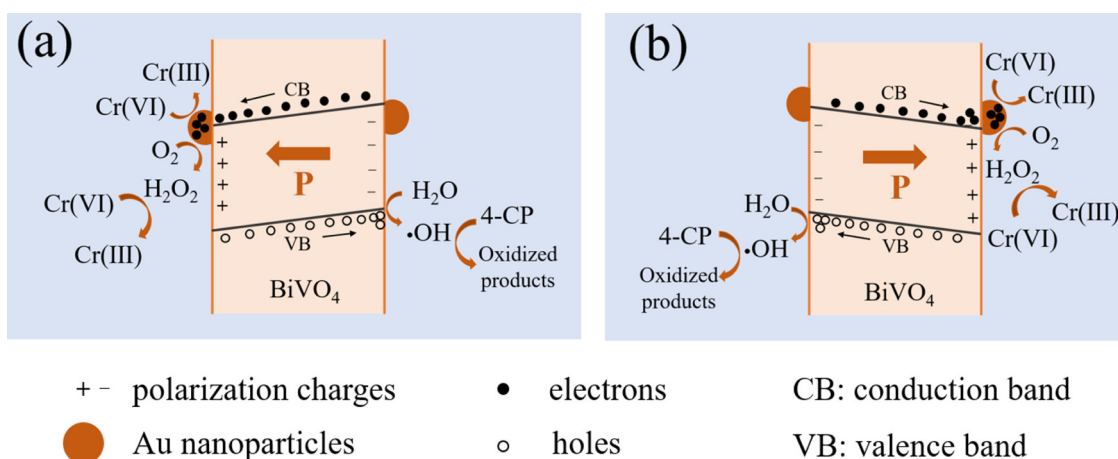 (a)
Cr(III)
Cr(VI)
O₂
H₂O₂
Cr(VI)
Cr(III)
CB
+
+
+
+
P
−
−
−
−
−
VB
BiVO₄
H₂O
•OH
4-CP
Oxidized
products
(b)
CB
−
−
−
−
−
P
+
+
+
+
+
VB
BiVO₄
H₂O
4-CP
•OH
Oxidized
products
Cr(VI)
Cr(III)
O₂
H₂O₂
Cr(III)
Cr(VI)
+ - polarization charges
electrons
CB: conduction band
Au nanoparticles
holes
VB: valence band